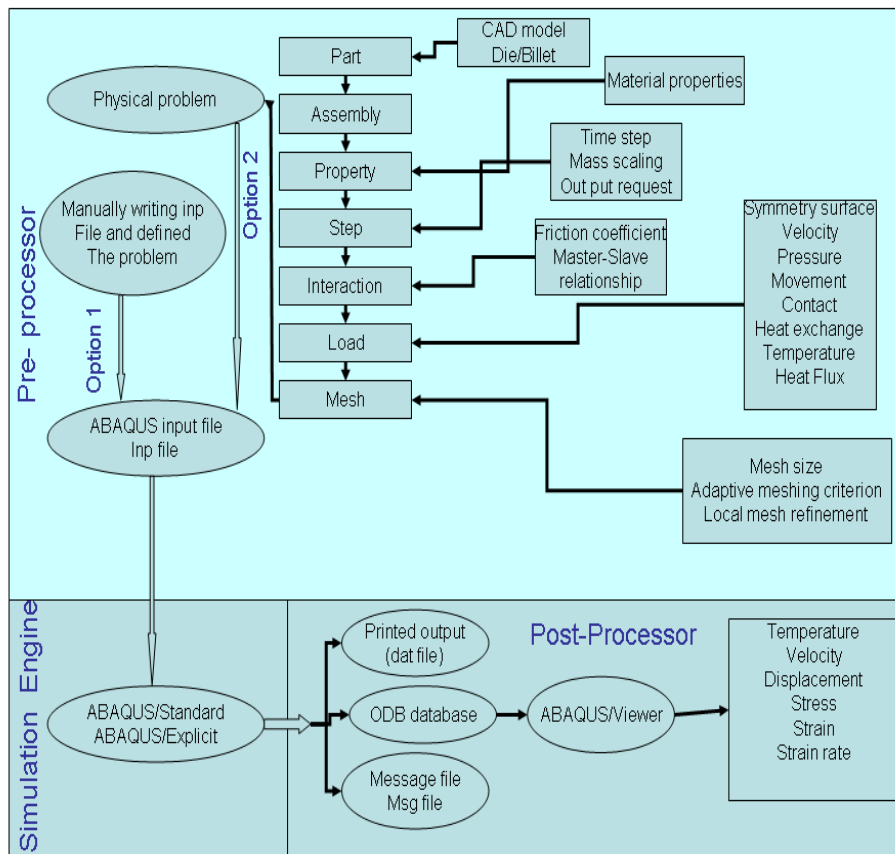 CAD model
Die/Billet
Part
Physical problem
Material properties
Assembly
Option 2
Time step
Mass scaling
Out put request
Property
Pre- processor
Manually writing inp
File and defined
The problem
Step
Symmetry surface
Velocity
Pressure
Movement
Contact
Heat exchange
Temperature
Heat Flux
Friction coefficient
Master-Slave
relationship
Interaction
Option 1
Load
Mesh
ABAQUS input file
Inp file
Mesh size
Adaptive meshing criterion
Local mesh refinement
Simulation Engine
ABAQUS/Standard
ABAQUS/Explicit
Post-Processor
Printed output
(dat file)
ODB database
Message file
Msg file
ABAQUS/Viewer
Temperature
Velocity
Displacement
Stress
Strain
Strain rate